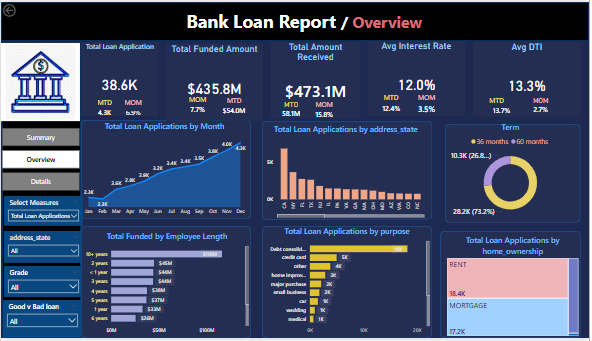 Bank Loan Report / Overview
Total Loan Application
38.6K
MTD MOM
4.3K 6.9%
Total Funded Amount
$435.8M
MOM MTD
7.7% $54.0M
Total Amount
Received
$473.1M
MTD MOM
58.1M 15.8%
Avg Interest Rate
12.0%
MTD MOM
12.4% 3.5%
Avg DTI
13.3%
MTD MOM
13.7% 2.7%
Summary
Overview
Details
Select Measures
Total Loan Applications
address_state
All
Grade
All
Good v Bad loan
All
Total Loan Applications by Month
2.3K 2.3K 2.6K 2.8K 2.9K 3.2K 3.4K 3.4K 3.5K 3.8K 4.0K 4.3K
Jan Feb Mar Apr May Jun Jul Aug Sep Oct Nov Dec
Total Loan Applications by address_state
5K
0K
CA NY FL TX NJ IL PA VA GA MA OH
Term
36 months 60 months
10.3K (26.8...)
28.2K (73.2%)
Total Funded by Employee Length
10+ years $116M
2 years $45M
< 1 year $44M
3 years $44M
4 years $38M
5 years $37M
1 year $33M
6 years $26M
$0M $50M $100M
Total Loan Applications by purpose
Debt consolid... 18K
credit card 5K
other 4K
home improv... 3K
major purchase 2K
small business 2K
car 1K
wedding 1K
medical 1K
0K 10K 20K
Total Loan Applications by
home_ownership
RENT
18.4K
MORTGAGE
17.2K